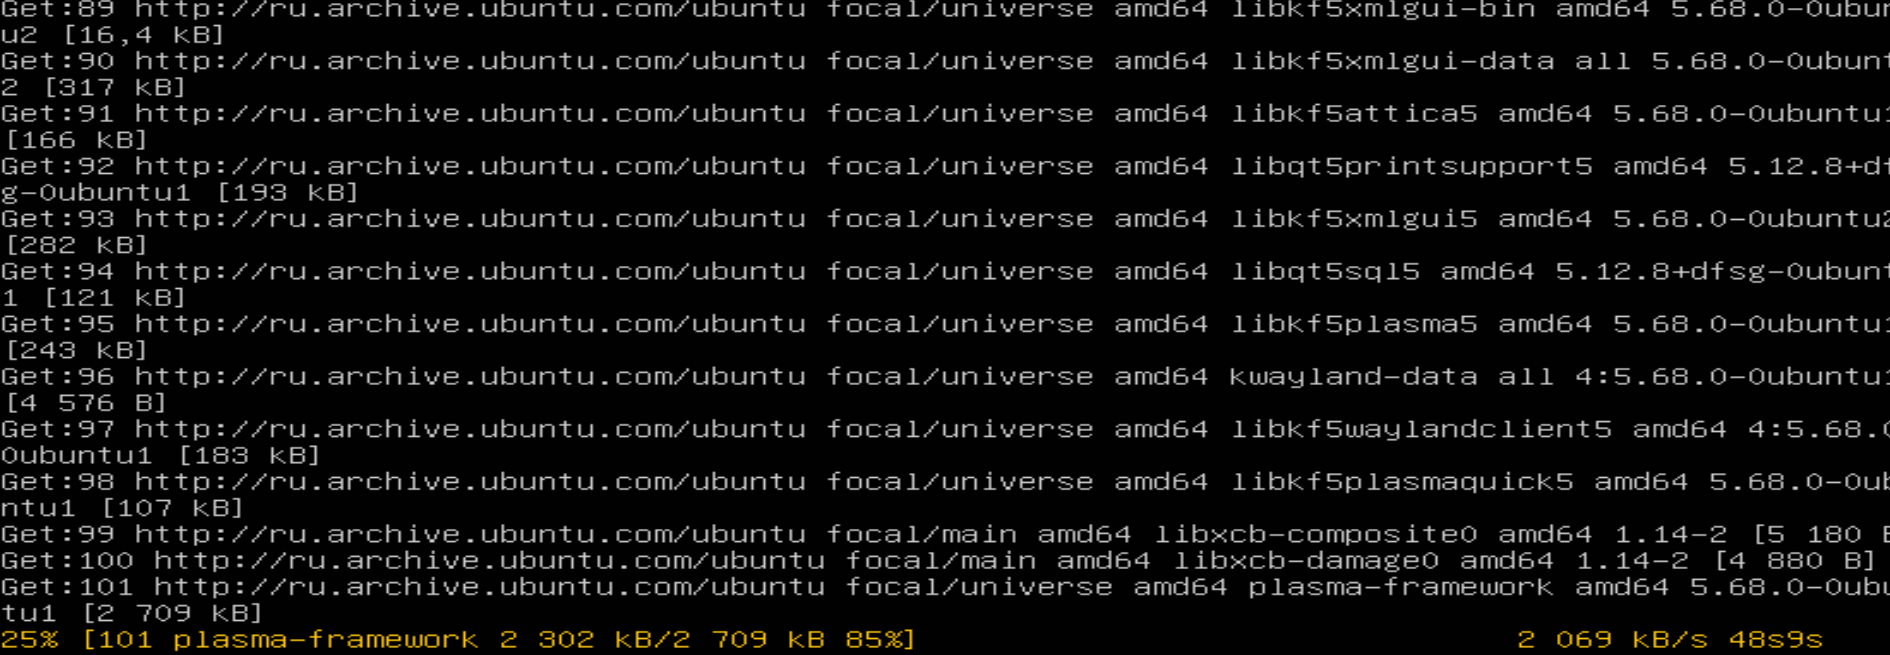 Get:89 http://ru.archive.ubuntu.com/ubuntu focal/universe amd64 libkf5xmlgui-bin amd64 5.68.0-0ubun
u2 [16,4 kB]
Get:90 http://ru.archive.ubuntu.com/ubuntu focal/universe amd64 libkf5xmlgui-data all 5.68.0-0ubunt
2 [317 kB]
Get:91 http://ru.archive.ubuntu.com/ubuntu focal/universe amd64 libkf5attica5 amd64 5.68.0-0ubuntu1
[166 kB]
Get:92 http://ru.archive.ubuntu.com/ubuntu focal/universe amd64 libqt5printsupport5 amd64 5.12.8+df
g-0ubuntu1 [193 kB]
Get:93 http://ru.archive.ubuntu.com/ubuntu focal/universe amd64 libkf5xmlgui5 amd64 5.68.0-0ubuntu2
[282 kB]
Get:94 http://ru.archive.ubuntu.com/ubuntu focal/universe amd64 libqt5sql5 amd64 5.12.8+dfsg-0ubunt
1 [121 kB]
Get:95 http://ru.archive.ubuntu.com/ubuntu focal/universe amd64 libkf5plasma5 amd64 5.68.0-0ubuntu1
[243 kB]
Get:96 http://ru.archive.ubuntu.com/ubuntu focal/universe amd64 kwayland-data all 4:5.68.0-0ubuntu1
[4 576 B]
Get:97 http://ru.archive.ubuntu.com/ubuntu focal/universe amd64 libkf5waylandclient5 amd64 4:5.68.0
0ubuntu1 [183 kB]
Get:98 http://ru.archive.ubuntu.com/ubuntu focal/universe amd64 libkf5plasmaquick5 amd64 5.68.0-0ub
ntu1 [107 kB]
Get:99 http://ru.archive.ubuntu.com/ubuntu focal/main amd64 libxcb-composite0 amd64 1.14-2 [5 180 B
Get:100 http://ru.archive.ubuntu.com/ubuntu focal/main amd64 libxcb-damage0 amd64 1.14-2 [4 880 B]
Get:101 http://ru.archive.ubuntu.com/ubuntu focal/universe amd64 plasma-framework amd64 5.68.0-0ubu
tu1 [2 709 kB]
25% [101 plasma-framework 2 302 kB/2 709 kB 85%] 2 069 kB/s 48s9s